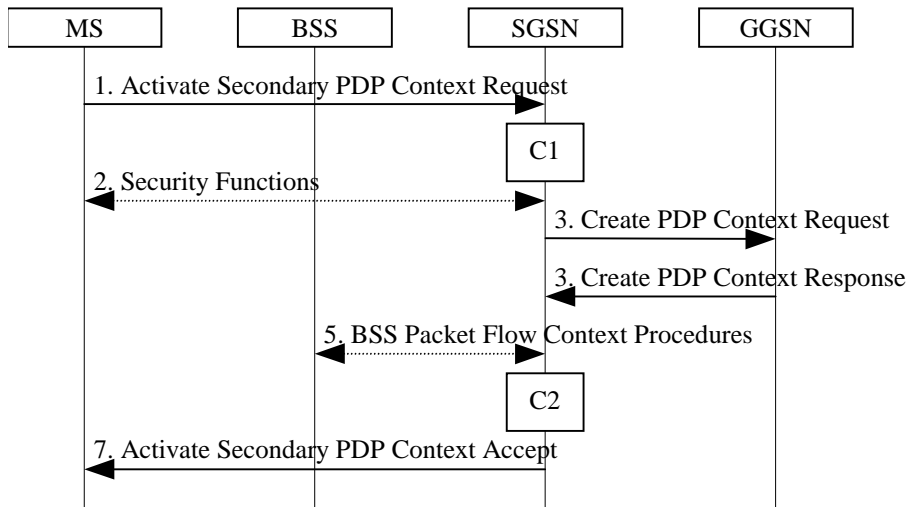 MS
BSS
SGSN
GGSN
1. Activate Secondary PDP Context Request
C1
2. Security Functions
3. Create PDP Context Request
3. Create PDP Context Response
5. BSS Packet Flow Context Procedures
C2
7. Activate Secondary PDP Context Accept